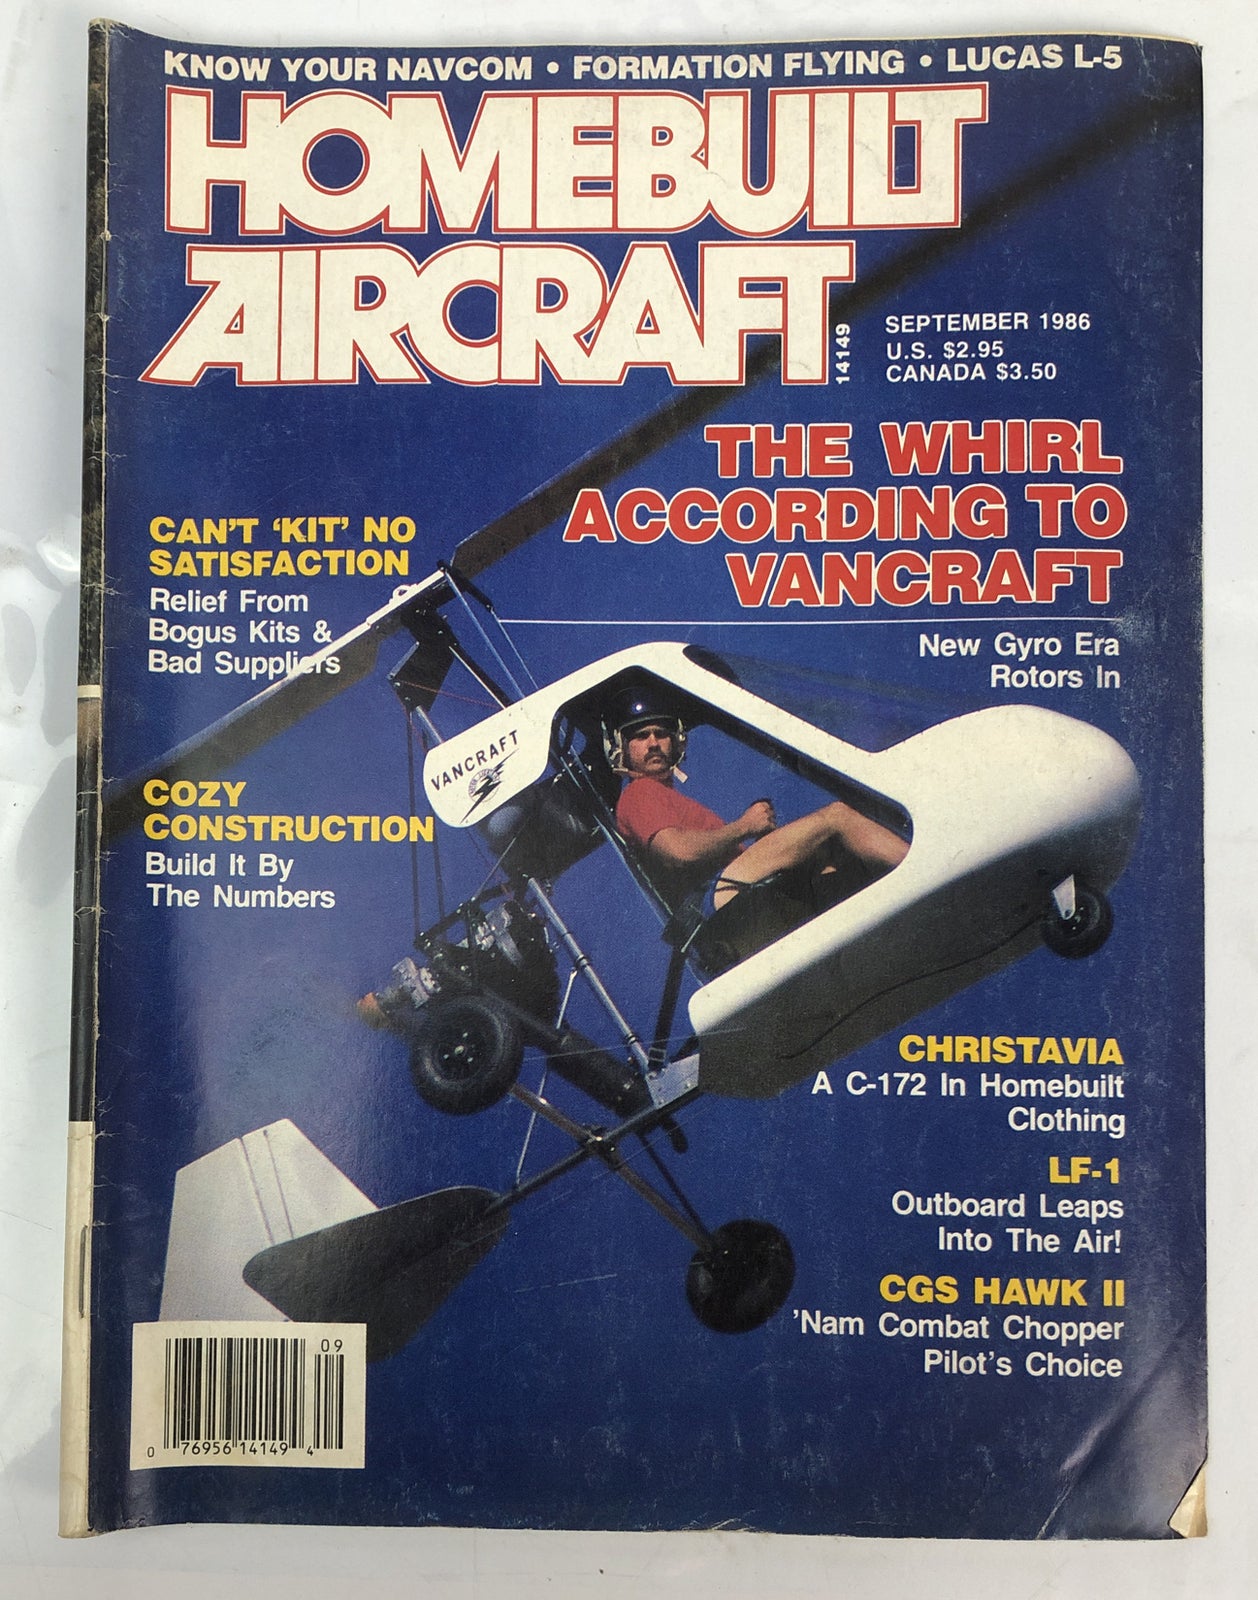 KNOW YOUR NAVCOM • FORMATION FLYING • LUCAS L-5
HOMEBUILT
AIRCRAFT
14149
SEPTEMBER 1986
U.S. $2.95
CANADA $3.50
THE WHIRL
ACCORDING TO
VANCRAFT
New Gyro Era
Rotors In
CAN'T 'KIT' NO
SATISFACTION
Relief From
Bogus Kits &
Bad Suppliers
VANCRAFT
COZY
CONSTRUCTION
Build It By
The Numbers
CHRISTAVIA
A C-172 In Homebuilt
Clothing
LF-1
Outboard Leaps
Into The Air!
CGS HAWK II
'Nam Combat Chopper
Pilot's Choice
09
0 76956 14149 4